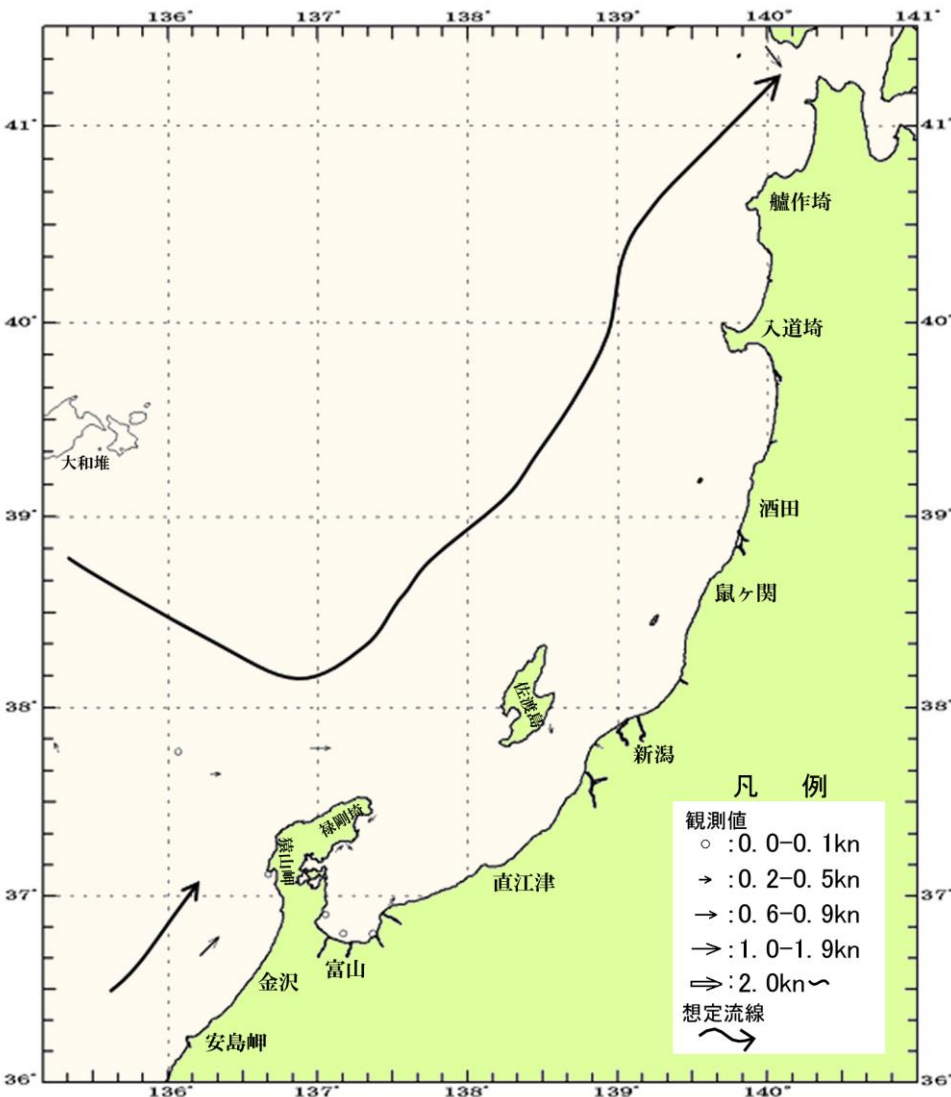 136° 137° 138° 139° 140° 141°
41° 41°
艫作埼
入道埼
40° 40°
大和堆
39° 39°
酒田
鼠ヶ関
38° 38°
佐渡島
新潟
禄剛埼
猿山岬
37° 37°
直江津
富山
金沢
安島岬
36° 36°
136° 137° 138° 139° 140°
凡 例
観測値
○ :0.0-0.1kn
→ :0.2-0.5kn
→ :0.6-0.9kn
→ :1.0-1.9kn
⇒ :2.0kn~
想定流線